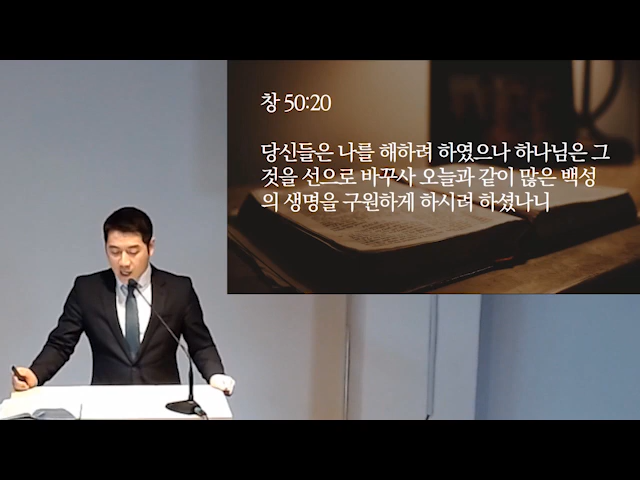 창 50:20
당신들은 나를 해하려 하였으나 하나님은 그
것을 선으로 바꾸사 오늘과 같이 많은 백성
의 생명을 구원하게 하시려 하셨나니